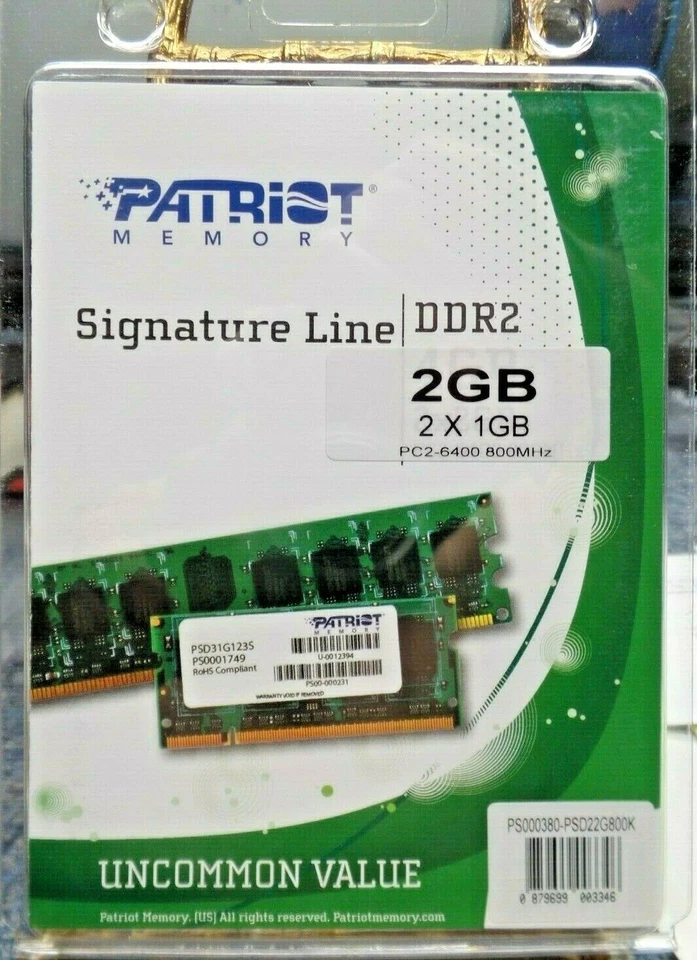 PATRIOT®
MEMORY
Signature Line
DDR2
2GB
2 X 1GB
PC2-6400 800MHz
PATRIOT
MEMORY
PSD31G123S
PS0001749
RoHS Compliant
U-0012394
PS00-000231
WARRANTY VOID IF REMOVED
PS000380-PSD22G800K
0 879699 003346
UNCOMMON VALUE
Patriot Memory. (US) All rights reserved. Patriotmemory.com